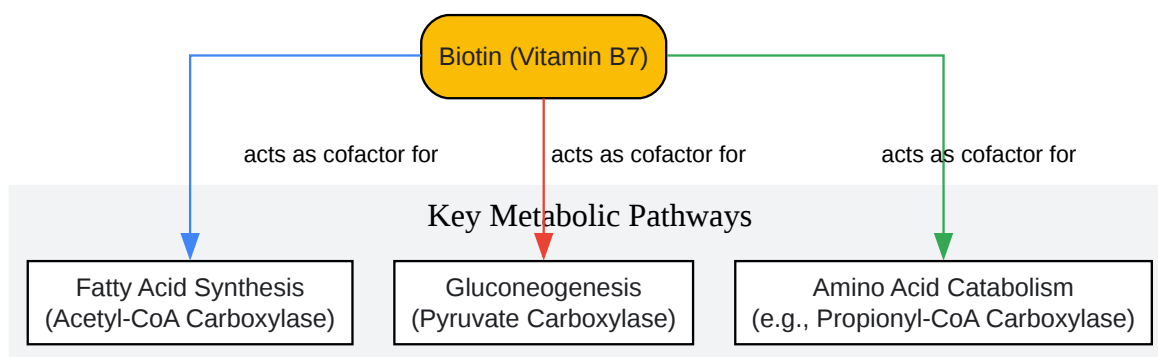 Biotin (Vitamin B7)
acts as cofactor for
acts as cofactor for
acts as cofactor for
Key Metabolic Pathways
Fatty Acid Synthesis
(Acetyl-CoA Carboxylase)
Gluconeogenesis
(Pyruvate Carboxylase)
Amino Acid Catabolism
(e.g., Propionyl-CoA Carboxylase)